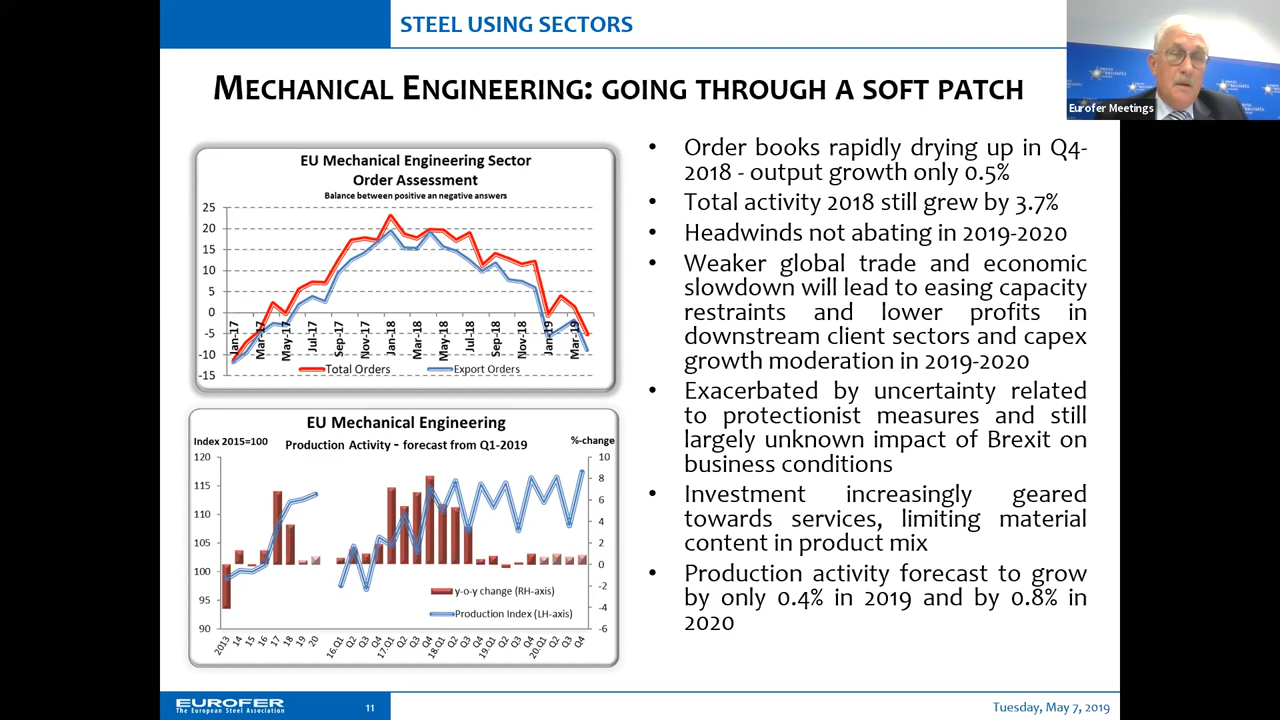 STEEL USING SECTORS
MECHANICAL ENGINEERING: GOING THROUGH A SOFT PATCH
Eurofer Meetings
EU Mechanical Engineering Sector
Order Assessment
Balance between positive an negative answers
25
20
15
10
5
0
-5
-10
-15
Jan-17
Mar-17
May-17
Jul-17
Sep-17
Nov-17
Jan-18
Mar-18
May-18
Jul-18
Sep-18
Nov-18
Jan-19
Mar-19
Total Orders
Export Orders
EU Mechanical Engineering
Index 2015=100
Production Activity - forecast from Q1-2019
%-change
120
115
110
105
100
95
90
10
8
6
4
2
0
-2
-4
-6
y-o-y change (RH-axis)
Production Index (LH-axis)
2013 14 15 16 17 18 19 20 16.Q1 Q2 Q3 Q4 17.Q1 Q2 Q3 Q4 18.Q1 Q2 Q3 Q4 19.Q1 Q2 Q3 Q4 20.Q1 Q2 Q3 Q4
• Order books rapidly drying up in Q4-
2018 - output growth only 0.5%
• Total activity 2018 still grew by 3.7%
• Headwinds not abating in 2019-2020
• Weaker global trade and economic
slowdown will lead to easing capacity
restraints and lower profits in
downstream client sectors and capex
growth moderation in 2019-2020
• Exacerbated by uncertainty related
to protectionist measures and still
largely unknown impact of Brexit on
business conditions
• Investment increasingly geared
towards services, limiting material
content in product mix
• Production activity forecast to grow
by only 0.4% in 2019 and by 0.8% in
2020
EUROFER
The European Steel Association
11
Tuesday, May 7, 2019